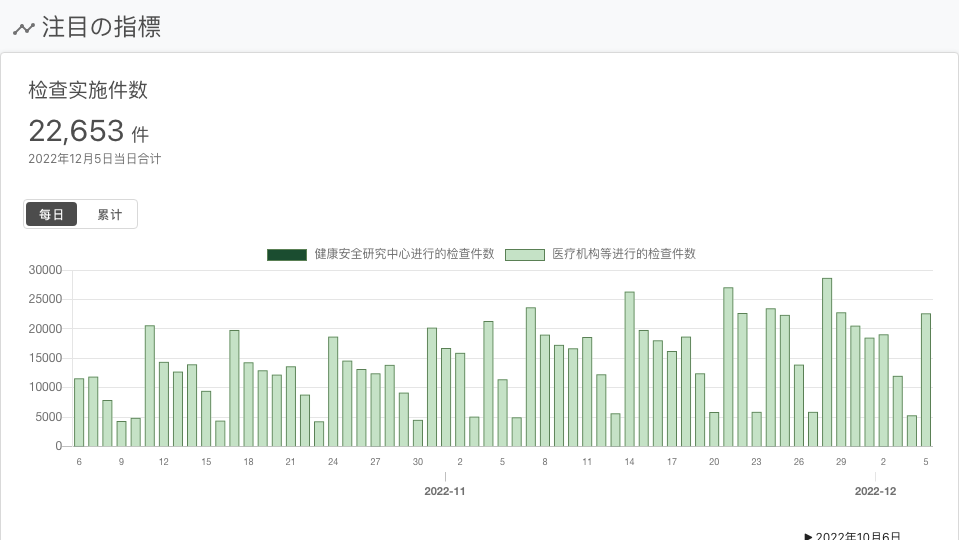 注目の指標
检查实施件数
22,653 件
2022年12月5日当日合计
每日 累计
健康安全研究中心进行的检查件数 医疗机构等进行的检查件数
30000
25000
20000
15000
10000
5000
0
6 9 12 15 18 21 24 27 30 2 5 8 11 14 17 20 23 26 29 2 5
2022-11 2022-12
▶ 2022年10月6日